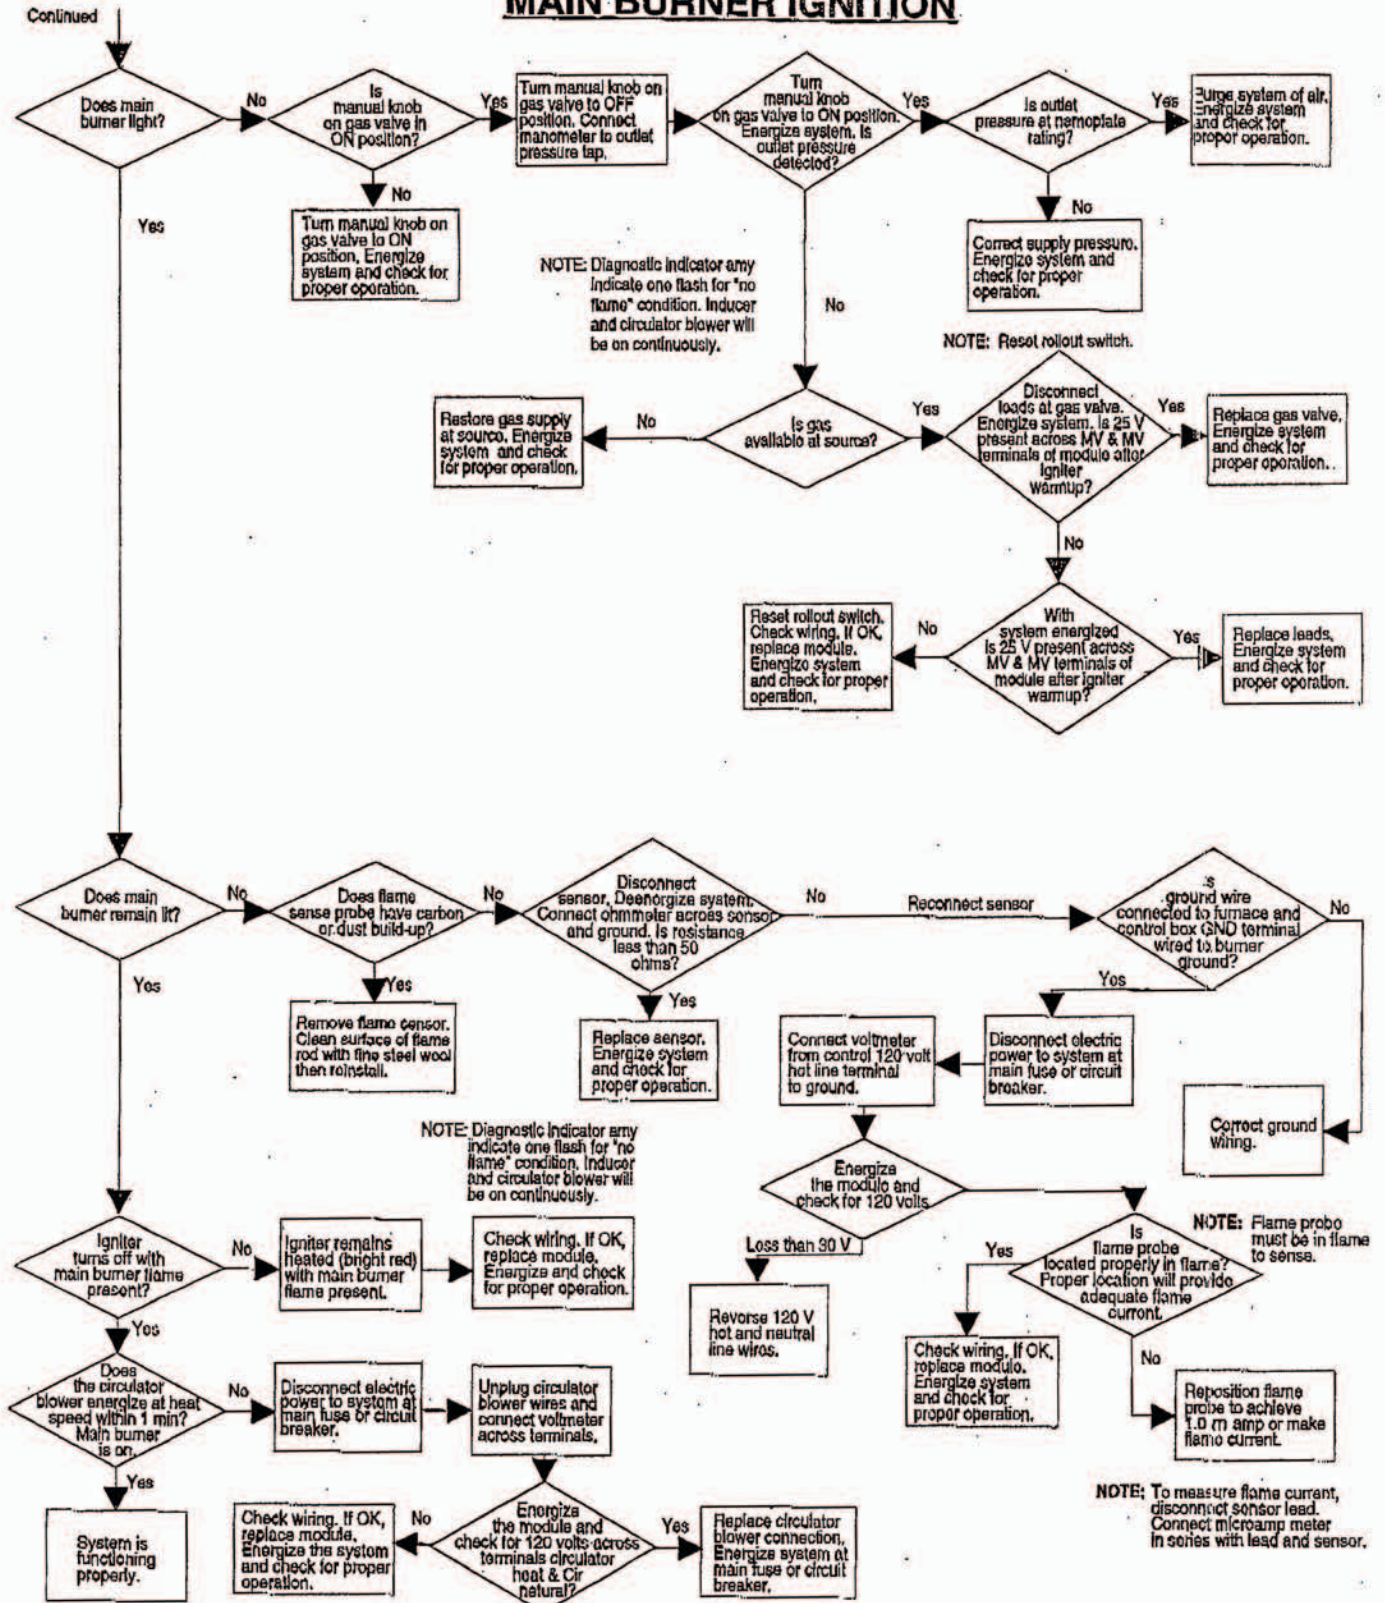 MAIN BURNER IGNITION
Continued
Does main
burner light?
No
Is
manual knob
on gas valve in
ON position?
Yes
Turn manual knob on
gas valve to OFF
position. Connect
manometer to outlet
pressure tap.
Turn
manual knob
on gas valve to ON position.
Energize system. Is
outlet pressure
detected?
Yes
Is outlet
pressure at nemoplate
rating?
Yes
Purge system of air.
Energize system
and check for
proper operation.
No
Turn manual knob on
gas valve to ON
position, Energize
system and check for
proper operation.
Yes
No
Correct supply pressure.
Energize system and
check for proper
operation.
NOTE: Diagnostic indicator amy
indicate one flash for "no
flame" condition. Inducer
and circulator blower will
be on continuously.
No
NOTE: Reset rollout switch.
Restore gas supply
at source, Energize
system and check
for proper operation,
No
Is gas
available at source?
Yes
Disconnect
loads at gas valve.
Energize system. Is 25 V
present across MV & MV
terminals of module after
igniter
warmup?
Yes
Replace gas valve,
Energize system
and check for
proper operation..
No
Reset rollout switch.
Check wiring. If OK,
replace module.
Energize system
and check for proper
operation,
No
With
system energized
is 25 V present across
MV & MV terminals of
module after igniter
warmup?
Yes
Replace leads,
Energize system
and check for
proper operation.
Does main
burner remain lit?
No
Does flame
sense probe have carbon
or dust build-up?
No
Disconnect
sensor, Deenergize system.
Connect ohmmeter across sensor
and ground. Is resistance
less than 50
ohms?
No
Reconnect sensor
Is
ground wire
connected to furnace and
control box GND terminal
wired to burner
ground?
No
Yes
Yes
Remove flame censor.
Clean surface of flame
rod with fine steel wool
then reinstall.
Yes
Replace sensor.
Energize system
and check for
proper operation.
Yes
Connect voltmeter
from control 120 volt
hot line terminal
to ground.
Disconnect electric
power to system at
main fuse or circuit
breaker.
Correct ground
wiring.
NOTE: Diagnostic indicator amy
indicate one flash for "no
flame" condition, Inducer
and circulator blower will
be on continuously.
Energize
the module and
check for 120 volts
Less than 30 V
Reverse 120 V
hot and neutral
line wires.
Is
flame probe
located properly in flame?
Proper location will provide
adequate flame
current.
NOTE: Flame probe
must be in flame
to sense.
Yes
Check wiring. If OK,
replace module.
Energize system
and check for
proper operation.
No
Reposition flame
probe to achieve
1.0 m amp or make
flame current.
NOTE: To measure flame current,
disconnect sensor lead.
Connect microamp meter
in series with lead and sensor.
Igniter
turns off with
main burner flame
present?
No
Igniter remains
heated (bright red)
with main burner
flame present.
Check wiring. If OK,
replace module.
Energize and check
for proper operation.
Yes
Does
the circulator
blower energize at heat
speed within 1 min?
Main burner
is on.
No
Disconnect electric
power to system at
main fuse or circuit
breaker.
Unplug circulator
blower wires and
connect voltmeter
across terminals,
Yes
System is
functioning
properly.
Check wiring. If OK,
replace module,
Energize the system
and check for proper
operation.
No
Energize
the module and
check for 120 volts across
terminals circulator
heat & Cir
natural?
Yes
Replace circulator
blower connection,
Energize system at
main fuse or circuit
breaker,